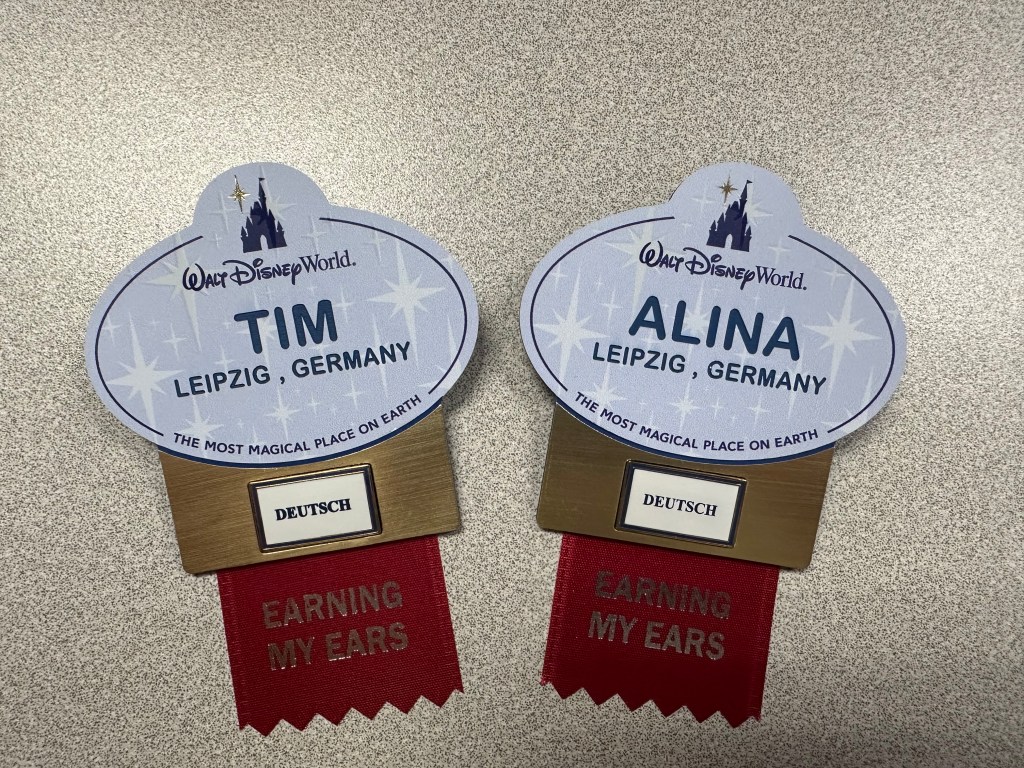 Walt Disney World.
TIM
LEIPZIG , GERMANY
THE MOST MAGICAL PLACE ON EARTH
DEUTSCH
EARNING
MY EARS
Walt Disney World.
ALINA
LEIPZIG , GERMANY
THE MOST MAGICAL PLACE ON EARTH
DEUTSCH
EARNING
MY EARS